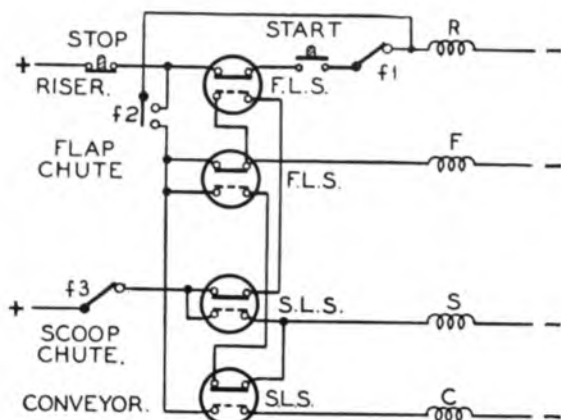 STOP
START
R
+
−
RISER.
F.L.S.
f1
f2
FLAP
CHUTE
F
−
F.L.S.
f3
+
S.L.S.
S
−
SCOOP
CHUTE.
CONVEYOR.
S.L.S.
C
−